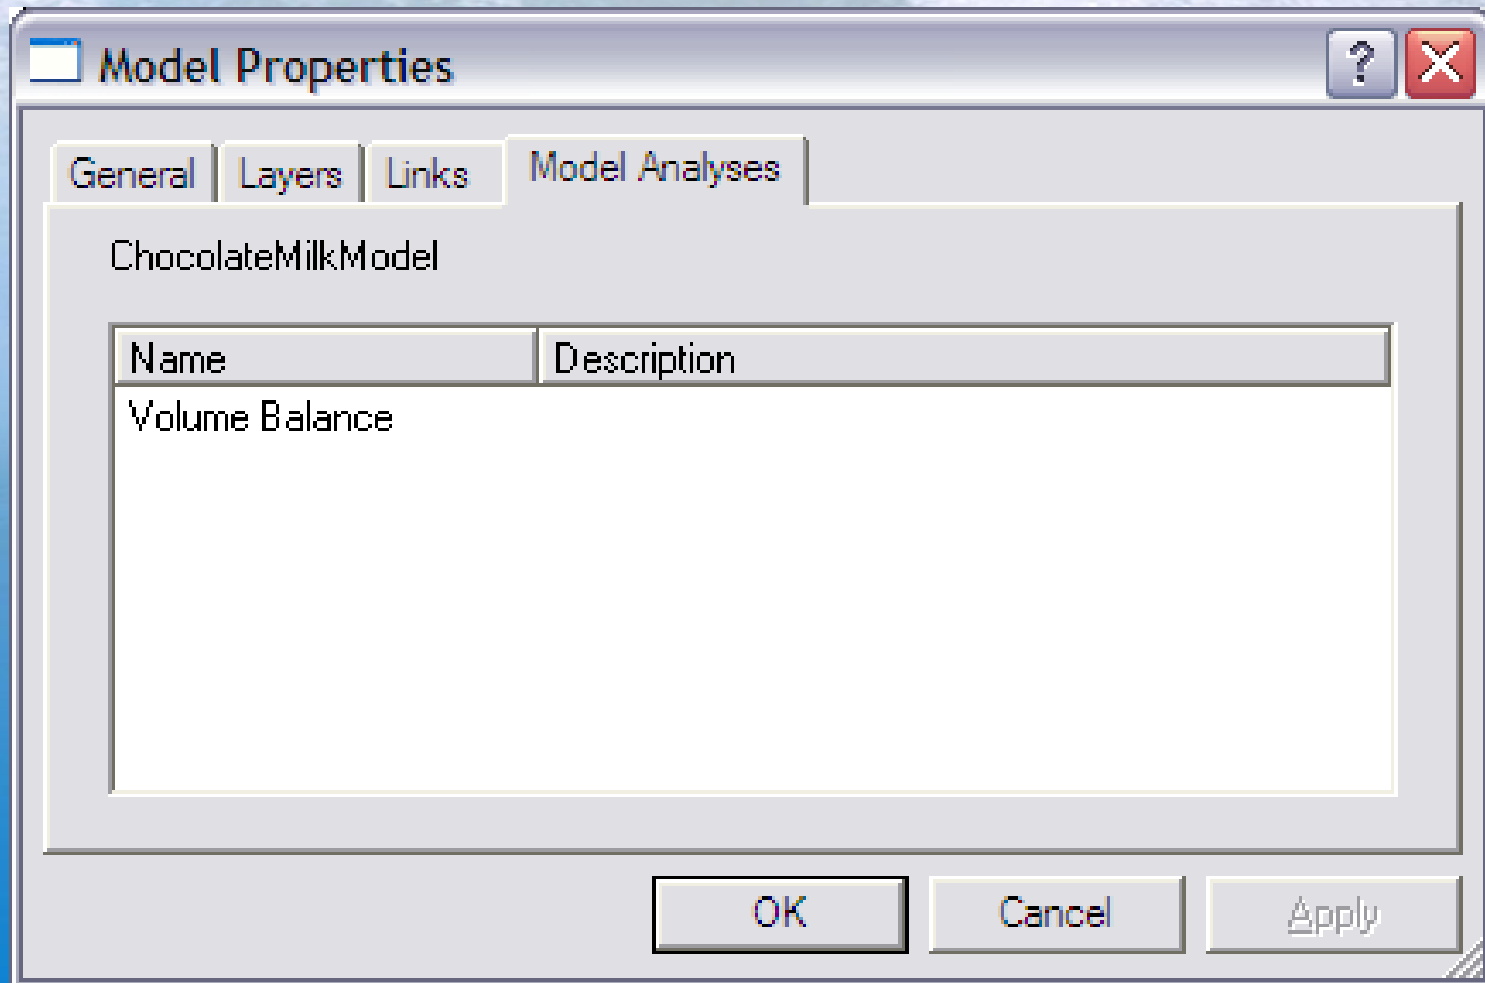 Model Properties
General Layers Links Model Analyses
ChocolateMilkModel
Name Description
Volume Balance
OK Cancel Apply